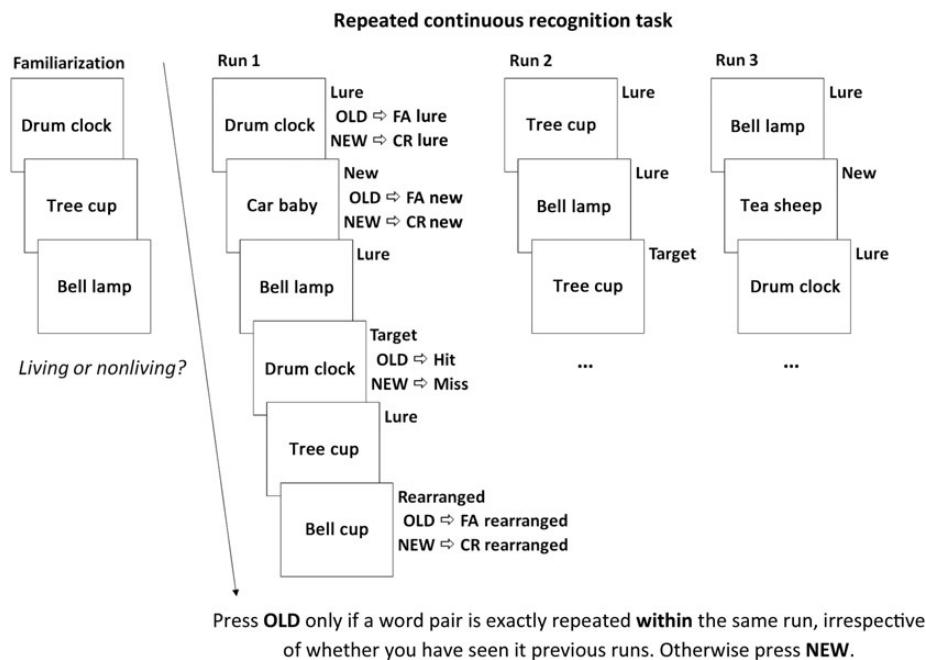 Repeated continuous recognition task
Familiarization
Drum clock
Tree cup
Bell lamp
Living or nonliving?
Run 1
Lure
Drum clock
OLD ⇨ FA lure
NEW ⇨ CR lure
New
Car baby
OLD ⇨ FA new
NEW ⇨ CR new
Lure
Bell lamp
Target
Drum clock
OLD ⇨ Hit
NEW ⇨ Miss
Lure
Tree cup
Rearranged
Bell cup
OLD ⇨ FA rearranged
NEW ⇨ CR rearranged
Run 2
Lure
Tree cup
Lure
Bell lamp
Target
Tree cup
...
Run 3
Lure
Bell lamp
New
Tea sheep
Lure
Drum clock
...
Press OLD only if a word pair is exactly repeated within the same run, irrespective
of whether you have seen it previous runs. Otherwise press NEW.